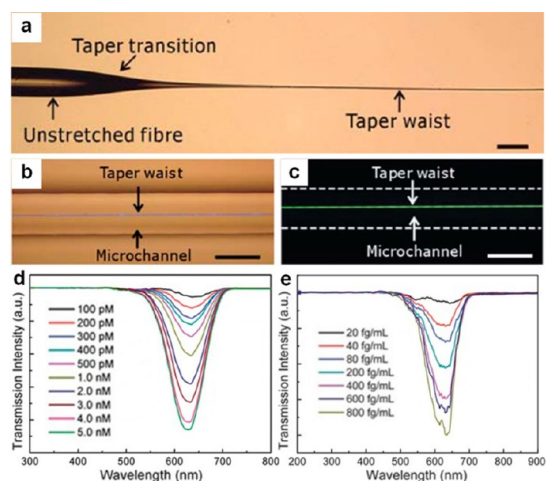 a
Taper transition
Unstretched fibre
Taper waist
b
Taper waist
Microchannel
c
Taper waist
Microchannel
d
Transmission Intensity (a.u.)
100 pM
200 pM
300 pM
400 pM
500 pM
1.0 nM
2.0 nM
3.0 nM
4.0 nM
5.0 nM
300 400 500 600 700 800
Wavelength (nm)
e
Transmission Intensity (a.u.)
20 fg/mL
40 fg/mL
80 fg/mL
200 fg/mL
400 fg/mL
600 fg/mL
800 fg/mL
200 300 400 500 600 700 800 900
Wavelength (nm)